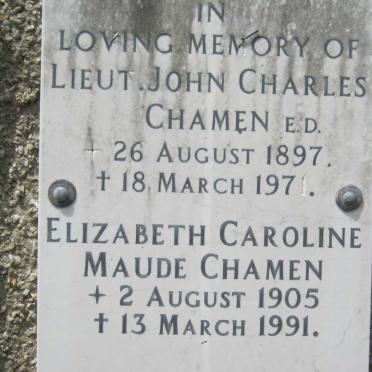 IN
LOVING MEMORY OF
LIEUT. JOHN CHARLES
CHAMEN E.D.
+ 26 AUGUST 1897.
† 18 MARCH 1971.
ELIZABETH CAROLINE
MAUDE CHAMEN
+ 2 AUGUST 1905
† 13 MARCH 1991.